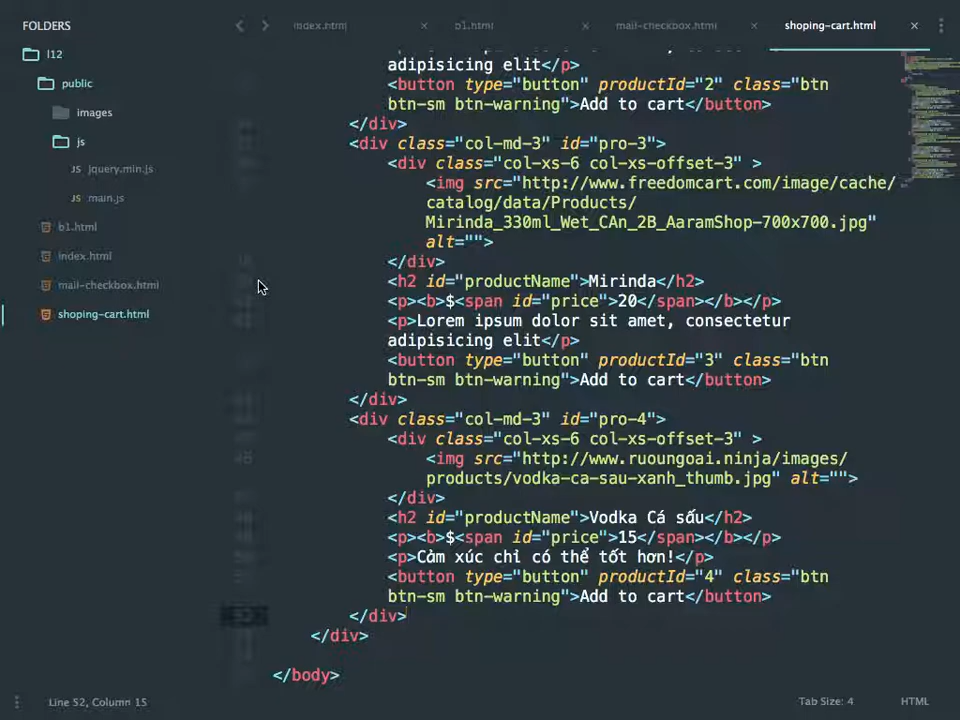 FOLDERS
l12
public
images
js
jquery.min.js
main.js
b1.html
index.html
mail-checkbox.html
shoping-cart.html
index.html
b1.html
mail-checkbox.html
shoping-cart.html
adipisicing elit</p>
<button type="button" productId="2" class="btn
btn-sm btn-warning">Add to cart</button>
</div>
<div class="col-md-3" id="pro-3">
<div class="col-xs-6 col-xs-offset-3" >
<img src="http://www.freedomcart.com/image/cache/
catalog/data/Products/
Mirinda_330ml_Wet_CAn_2B_AaramShop-700x700.jpg"
alt="">
</div>
<h2 id="productName">Mirinda</h2>
<p><b>$<span id="price">20</span></b></p>
<p>Lorem ipsum dolor sit amet, consectetur
adipisicing elit</p>
<button type="button" productId="3" class="btn
btn-sm btn-warning">Add to cart</button>
</div>
<div class="col-md-3" id="pro-4">
<div class="col-xs-6 col-xs-offset-3" >
<img src="http://www.ruoungoai.ninja/images/
products/vodka-ca-sau-xanh_thumb.jpg" alt="">
</div>
<h2 id="productName">Vodka Cá sấu</h2>
<p><b>$<span id="price">15</span></b></p>
<p>Cảm xúc chỉ có thể tốt hơn!</p>
<button type="button" productId="4" class="btn
btn-sm btn-warning">Add to cart</button>
</div>
</div>
</body>
Line 52, Column 15
Tab Size: 4
HTML